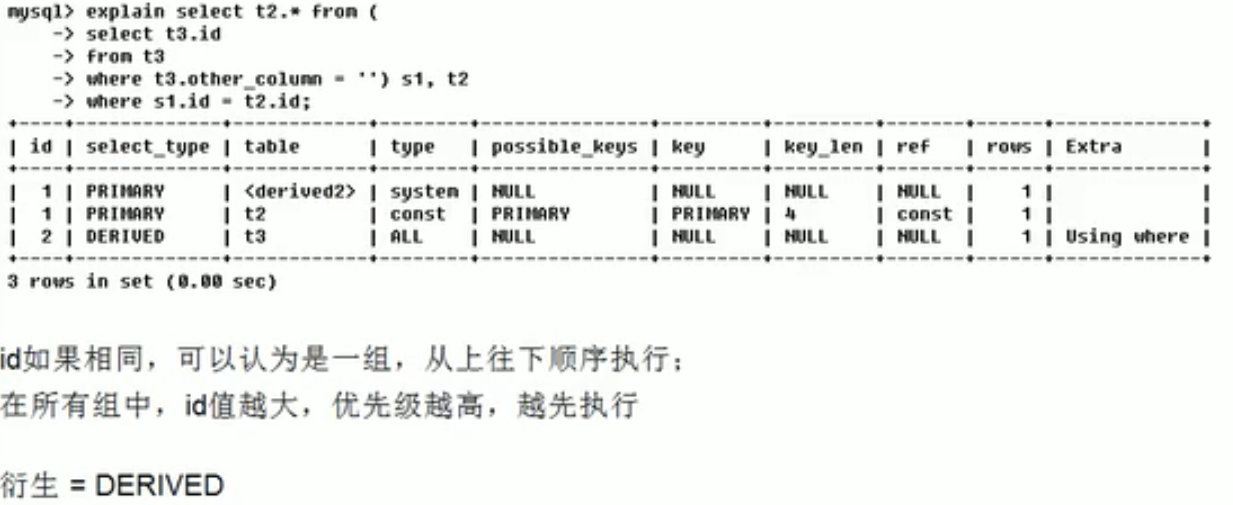 mysql> explain select t2.* from (
-> select t3.id
-> from t3
-> where t3.other_column = '') s1, t2
-> where s1.id = t2.id;
+----+-------------+------------+--------+---------------+---------+---------+-------+------+-------------+
| id | select_type | table | type | possible_keys | key | key_len | ref | rows | Extra |
+----+-------------+------------+--------+---------------+---------+---------+-------+------+-------------+
| 1 | PRIMARY | <derived2> | system | NULL | NULL | NULL | NULL | 1 | |
| 1 | PRIMARY | t2 | const | PRIMARY | PRIMARY | 4 | const | 1 | |
| 2 | DERIVED | t3 | ALL | NULL | NULL | NULL | NULL | 1 | Using where |
+----+-------------+------------+--------+---------------+---------+---------+-------+------+-------------+
3 rows in set (0.00 sec)
id如果相同，可以认为是一组，从上往下顺序执行；
在所有组中，id值越大，优先级越高，越先执行
衍生 = DERIVED